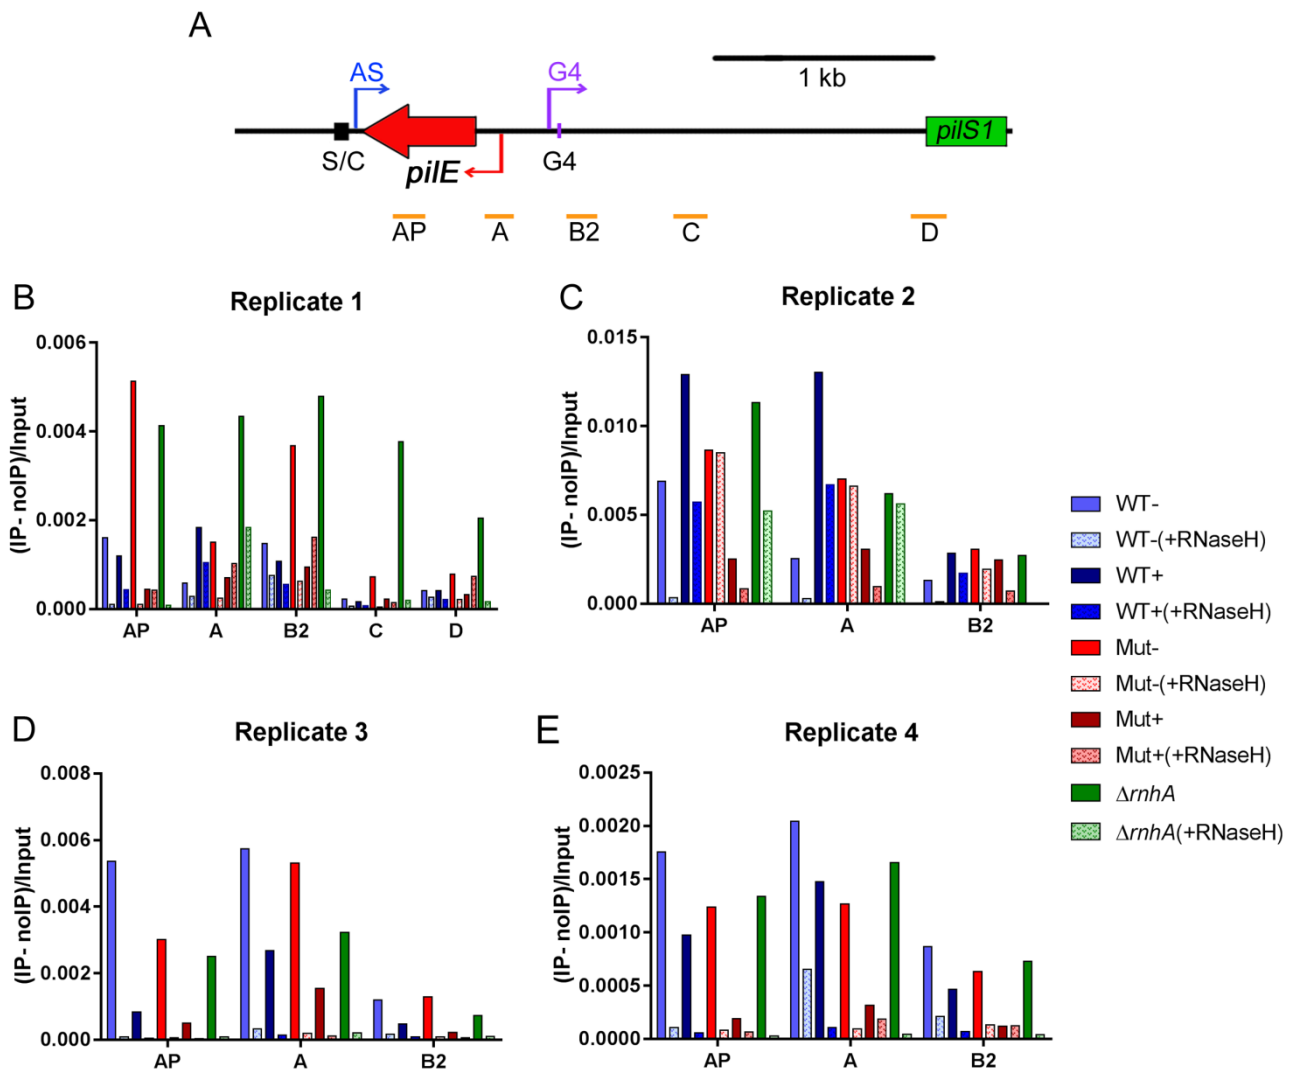 A
AS
G4
1 kb
pilS1
S/C
pilE
G4
AP
A
B2
C
D
B
Replicate 1
(IP- noIP)/Input
0.006
0.004
0.002
0.000
AP
A
B2
C
D
C
Replicate 2
(IP- noIP)/Input
0.015
0.010
0.005
0.000
AP
A
B2
WT-
WT-(+RNaseH)
WT+
WT+(+RNaseH)
Mut-
Mut-(+RNaseH)
Mut+
Mut+(+RNaseH)
ΔrnhA
ΔrnhA(+RNaseH)
D
Replicate 3
(IP- noIP)/Input
0.008
0.006
0.004
0.002
0.000
AP
A
B2
E
Replicate 4
(IP- noIP)/Input
0.0025
0.0020
0.0015
0.0010
0.0005
0.0000
AP
A
B2